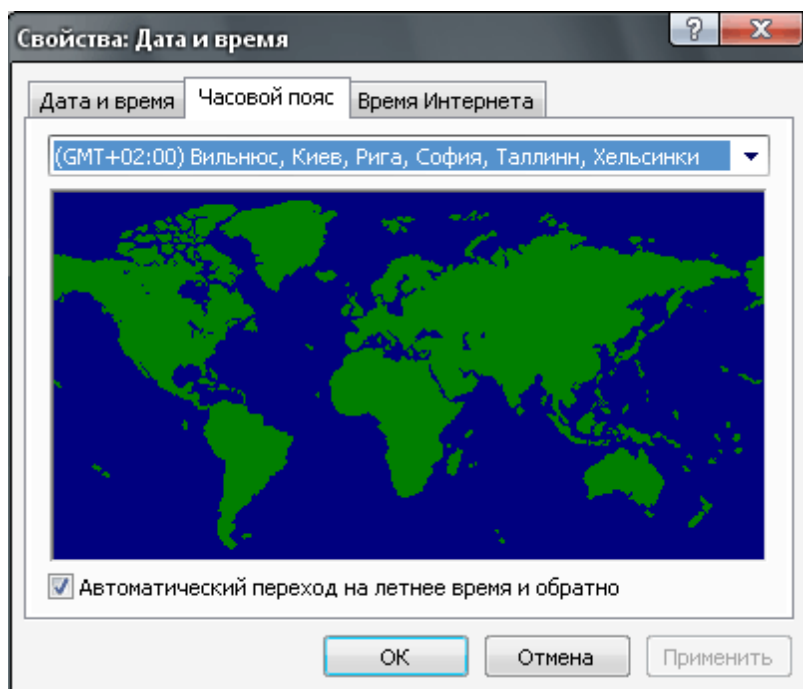 Свойства: Дата и время
Дата и время Часовой пояс Время Интернета
(GMT+02:00) Вильнюс, Киев, Рига, София, Таллинн, Хельсинки
Автоматический переход на летнее время и обратно
ОК Отмена Применить